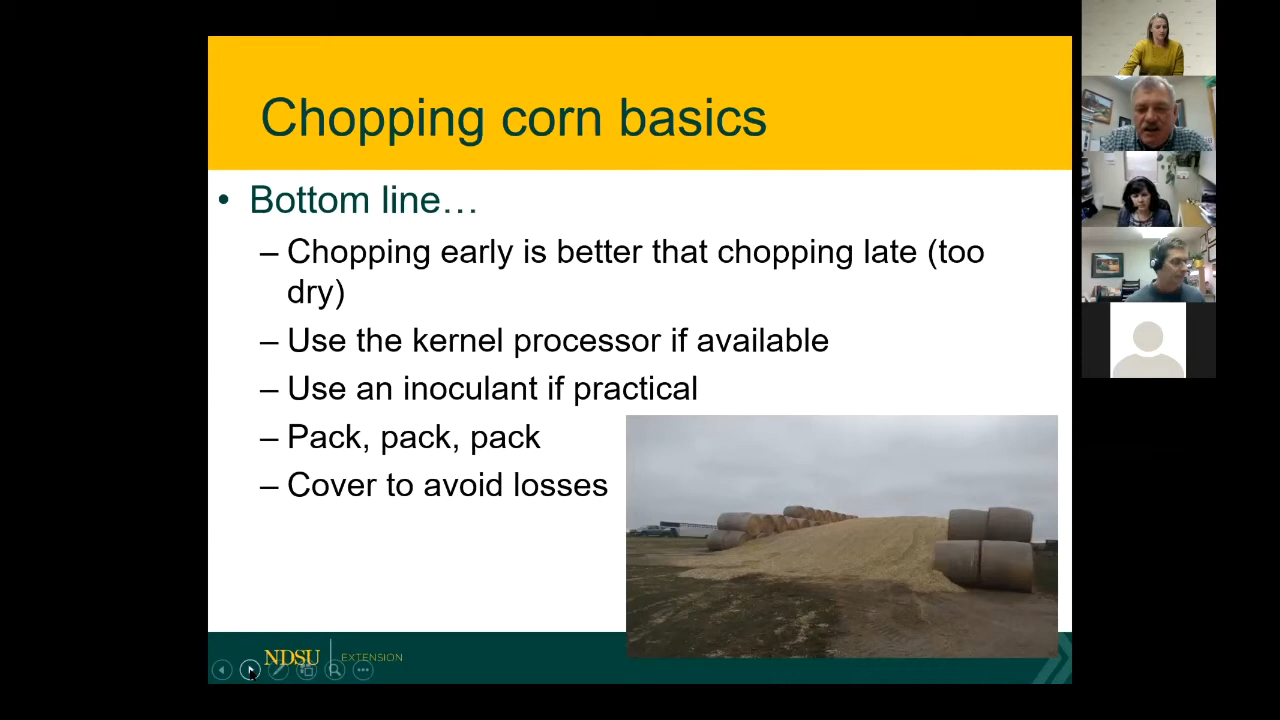 Chopping corn basics
• Bottom line…
– Chopping early is better that chopping late (too
dry)
– Use the kernel processor if available
– Use an inoculant if practical
– Pack, pack, pack
– Cover to avoid losses
NDSU EXTENSION